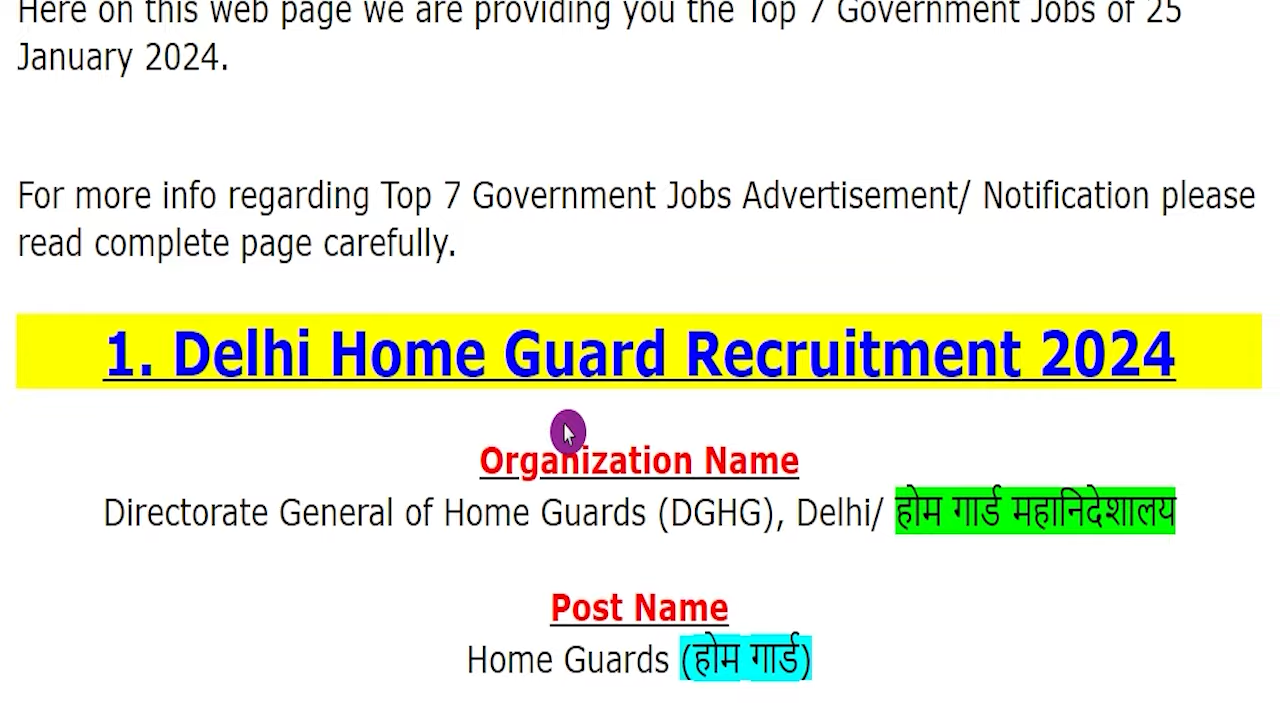 Here on this web page we are providing you the Top 7 Government Jobs of 25
January 2024.
For more info regarding Top 7 Government Jobs Advertisement/ Notification please
read complete page carefully.
1. Delhi Home Guard Recruitment 2024
Organization Name
Directorate General of Home Guards (DGHG), Delhi/ होम गार्ड महानिदेशालय
Post Name
Home Guards (होम गार्ड)